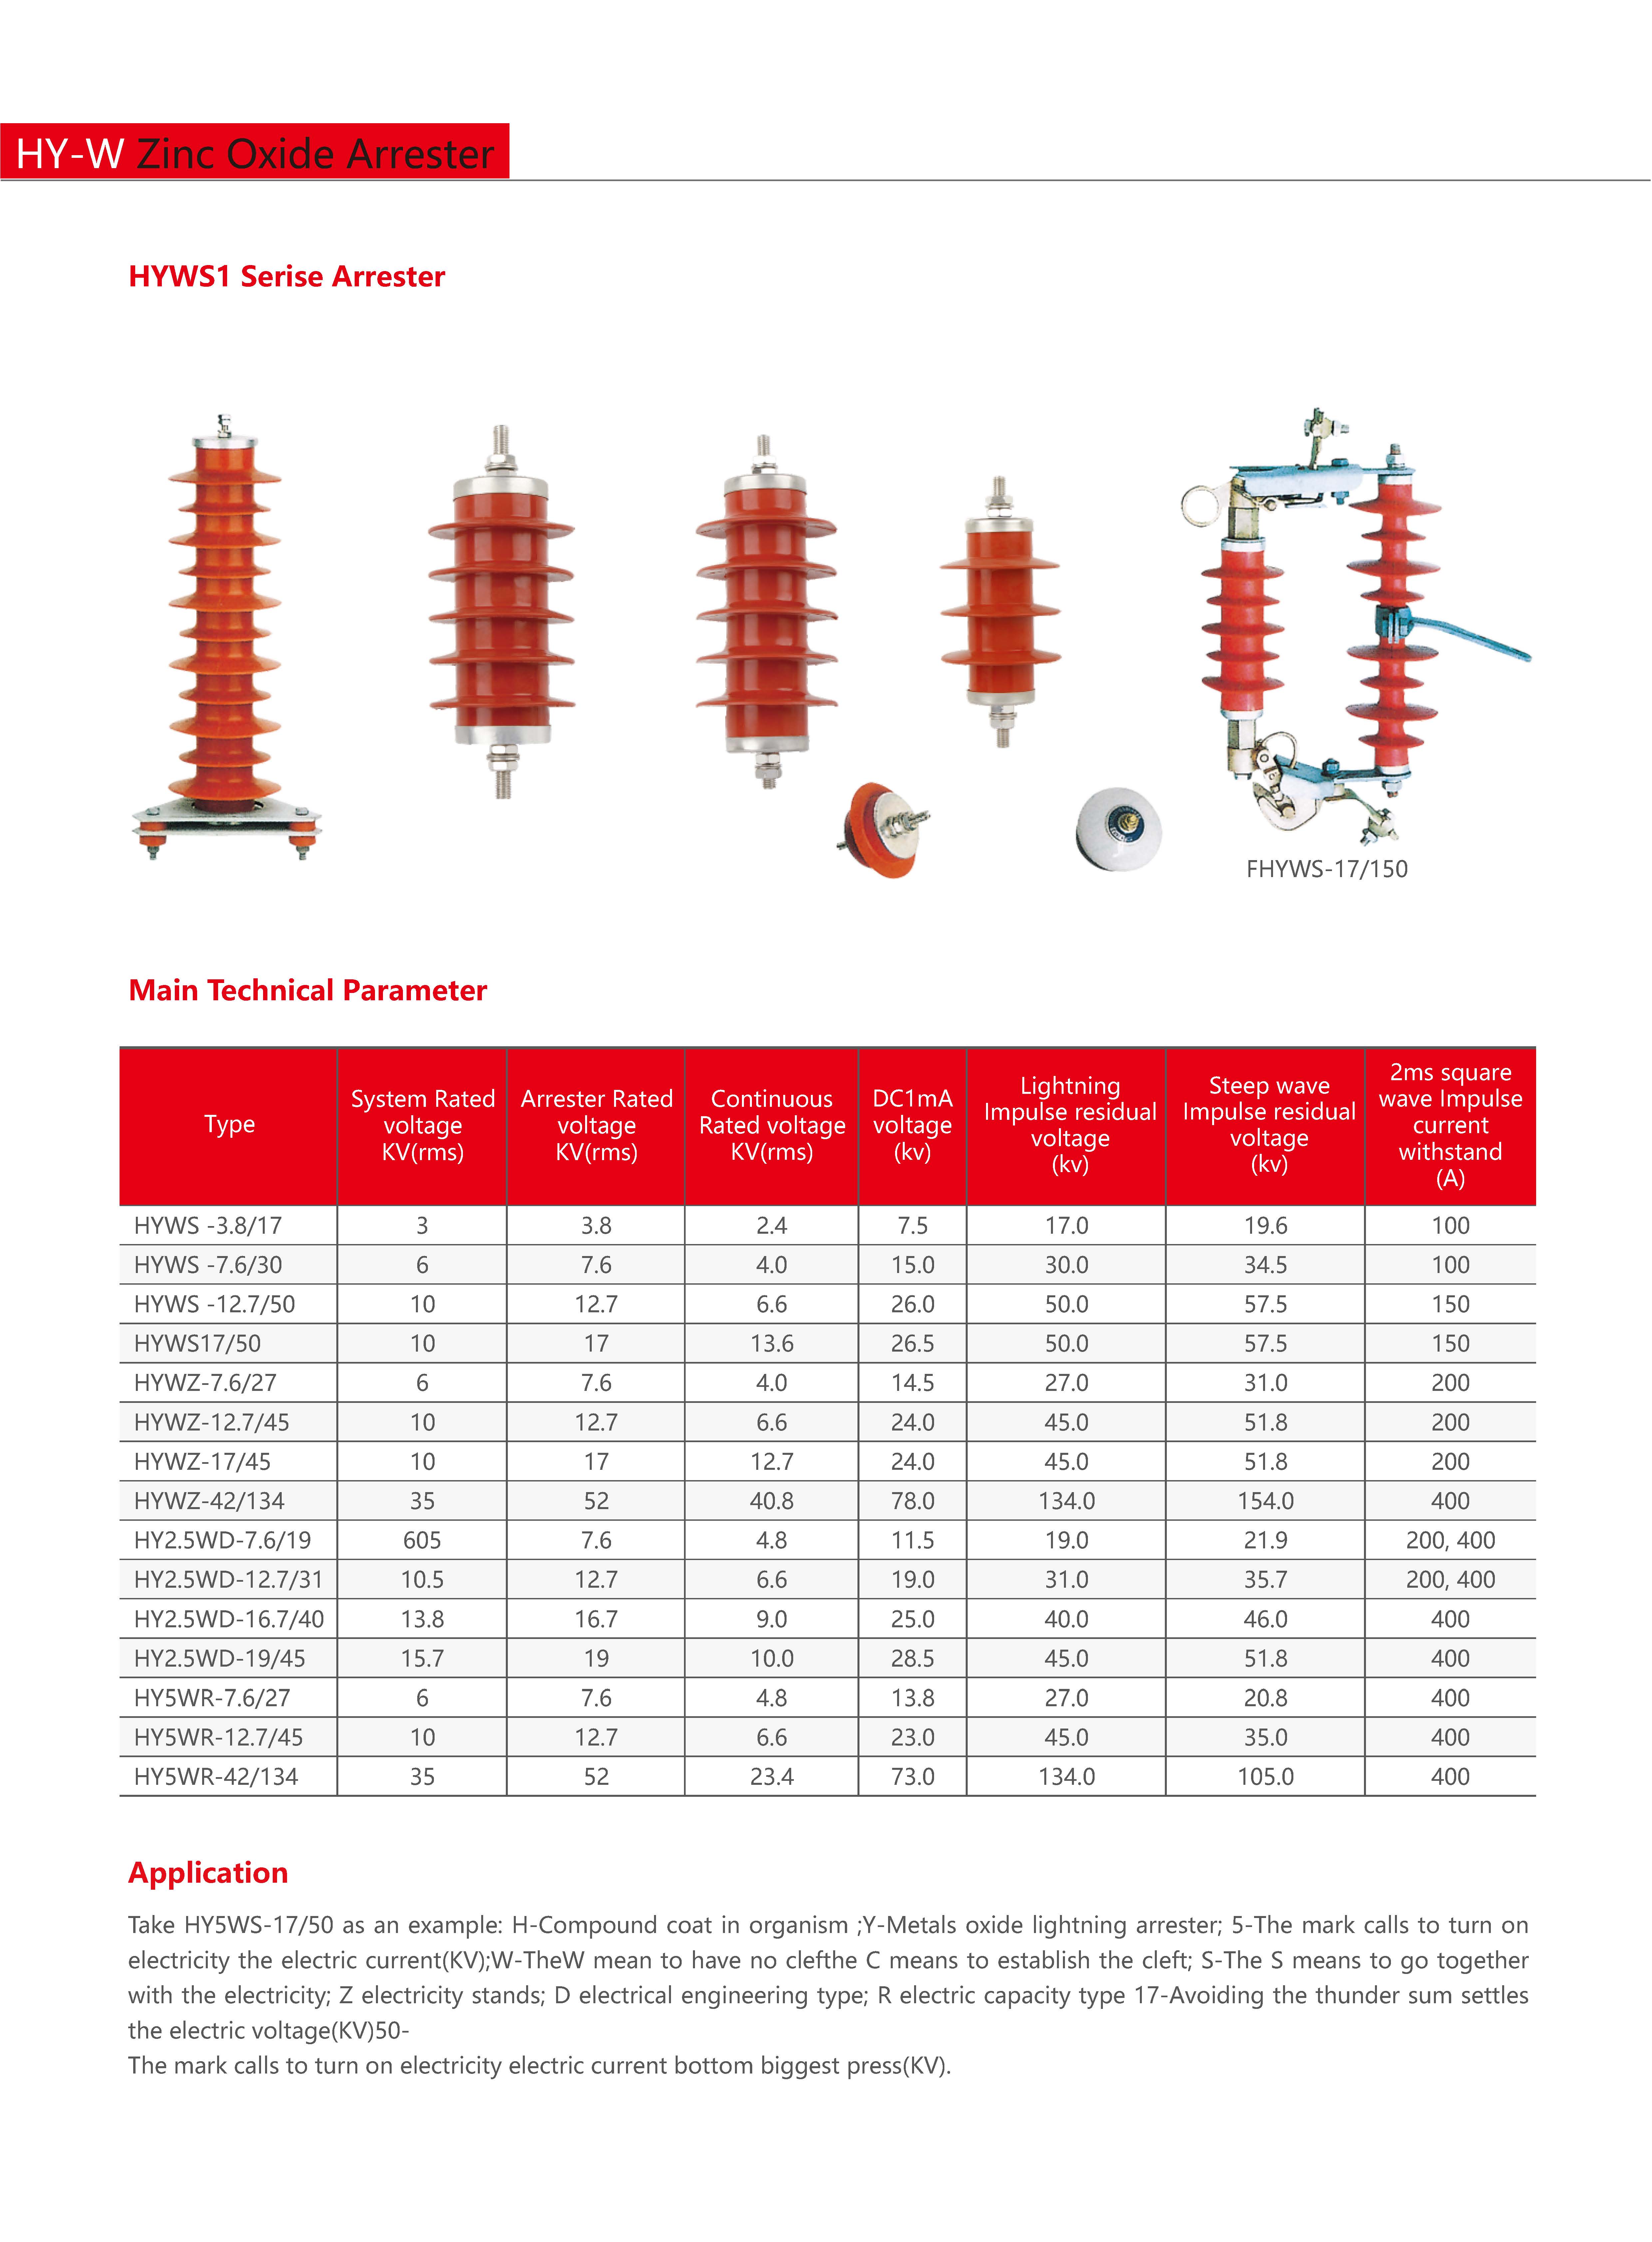 HY-W Zinc Oxide Arrester
HYWS1 Serise Arrester
FHYWS-17/150
Main Technical Parameter
Type
System Rated
voltage
KV(rms)
Arrester Rated
voltage
KV(rms)
Continuous
Rated voltage
KV(rms)
DC1mA
voltage
(kv)
Lightning
Impulse residual
voltage
(kv)
Steep wave
Impulse residual
voltage
(kv)
2ms square
wave Impulse
current
withstand
(A)
HYWS -3.8/17 3 3.8 2.4 7.5 17.0 19.6 100
HYWS -7.6/30 6 7.6 4.0 15.0 30.0 34.5 100
HYWS -12.7/50 10 12.7 6.6 26.0 50.0 57.5 150
HYWS17/50 10 17 13.6 26.5 50.0 57.5 150
HYWZ-7.6/27 6 7.6 4.0 14.5 27.0 31.0 200
HYWZ-12.7/45 10 12.7 6.6 24.0 45.0 51.8 200
HYWZ-17/45 10 17 12.7 24.0 45.0 51.8 200
HYWZ-42/134 35 52 40.8 78.0 134.0 154.0 400
HY2.5WD-7.6/19 605 7.6 4.8 11.5 19.0 21.9 200, 400
HY2.5WD-12.7/31 10.5 12.7 6.6 19.0 31.0 35.7 200, 400
HY2.5WD-16.7/40 13.8 16.7 9.0 25.0 40.0 46.0 400
HY2.5WD-19/45 15.7 19 10.0 28.5 45.0 51.8 400
HY5WR-7.6/27 6 7.6 4.8 13.8 27.0 20.8 400
HY5WR-12.7/45 10 12.7 6.6 23.0 45.0 35.0 400
HY5WR-42/134 35 52 23.4 73.0 134.0 105.0 400
Application
Take HY5WS-17/50 as an example: H-Compound coat in organism ;Y-Metals oxide lightning arrester; 5-The mark calls to turn on
electricity the electric current(KV);W-TheW mean to have no clefthe C means to establish the cleft; S-The S means to go together
with the electricity; Z electricity stands; D electrical engineering type; R electric capacity type 17-Avoiding the thunder sum settles
the electric voltage(KV)50-
The mark calls to turn on electricity electric current bottom biggest press(KV).